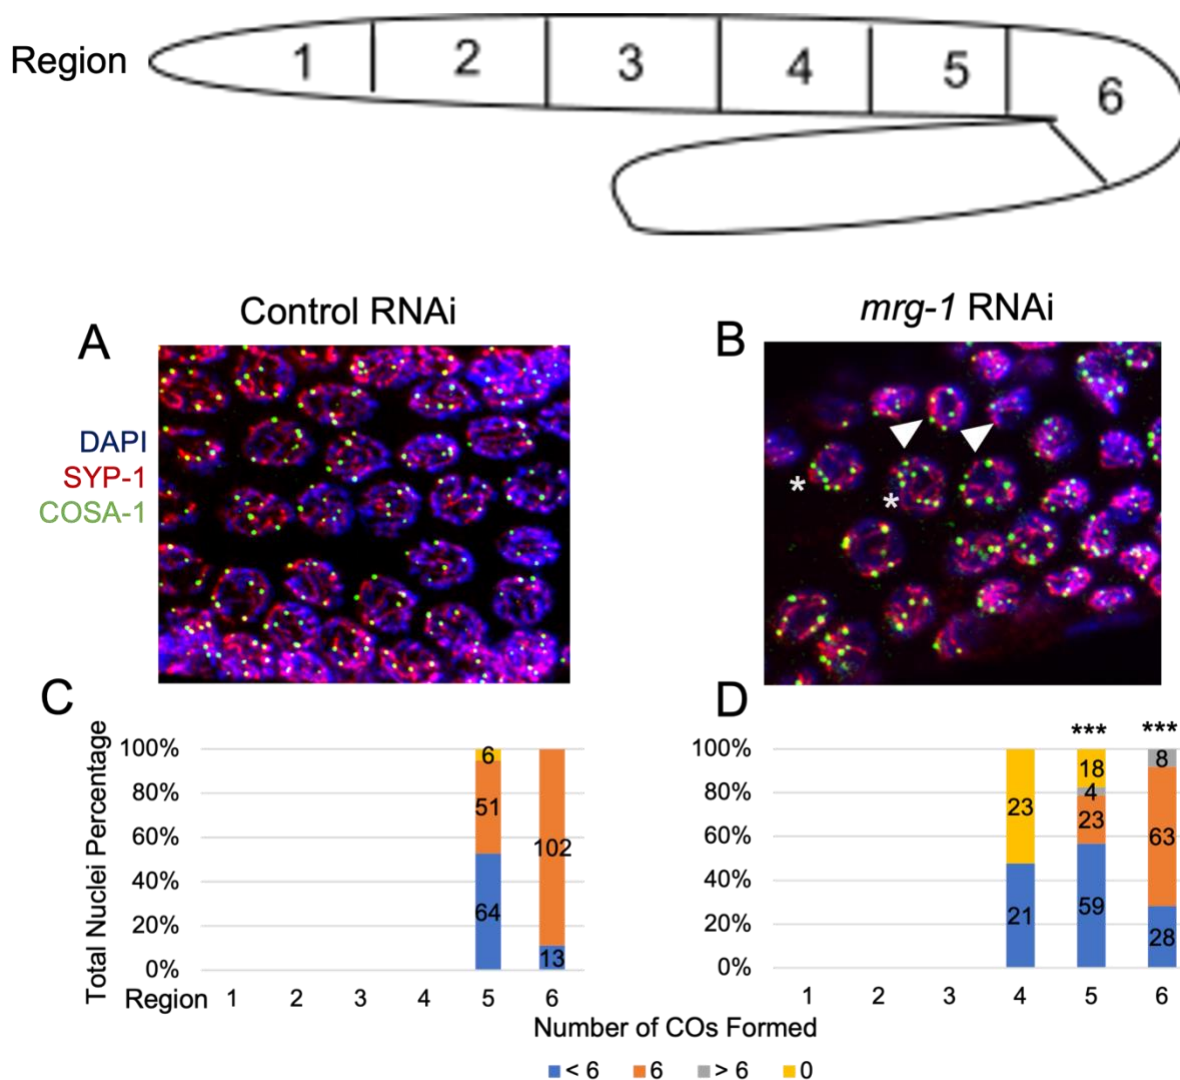 Region 1 2 3 4 5 6
Control RNAi
mrg-1 RNAi
A
B
DAPI
SYP-1
COSA-1
*
*
C
D
Total Nuclei Percentage
100%
80%
60%
40%
20%
0%
6
51
64
102
13
Region 1 2 3 4 5 6
*** ***
100%
80%
60%
40%
20%
0%
23
21
18
4
23
59
8
63
28
1 2 3 4 5 6
Number of COs Formed
< 6 6 > 6 0